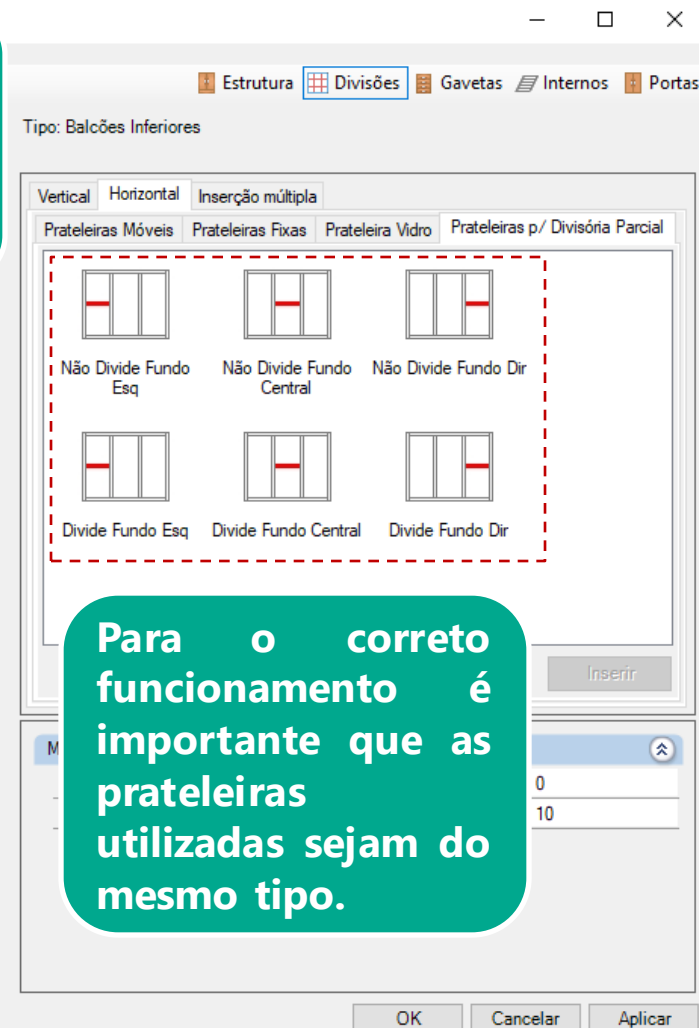 Estrutura Divisões Gavetas Internos Portas
Tipo: Balcões Inferiores
Vertical Horizontal Inserção múltipla
Prateleiras Móveis Prateleiras Fixas Prateleira Vidro Prateleiras p/ Divisória Parcial
Não Divide Fundo Esq
Não Divide Fundo Central
Não Divide Fundo Dir
Divide Fundo Esq Divide Fundo Central Divide Fundo Dir
Inserir
Para o correto
funcionamento é
importante que as
prateleiras
utilizadas sejam do
mesmo tipo.
0
10
OK Cancelar Aplicar